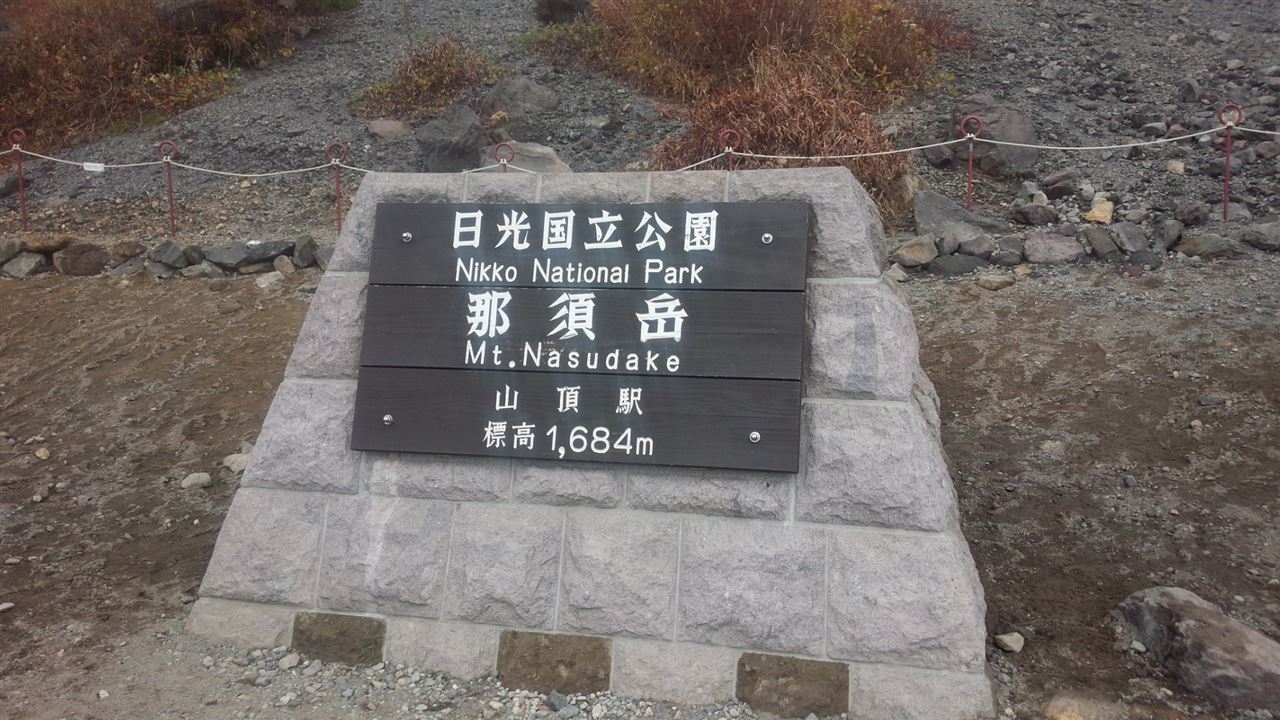 日光国立公園
Nikko National Park
那須岳
Mt. Nasudake
山頂駅
標高1,684m